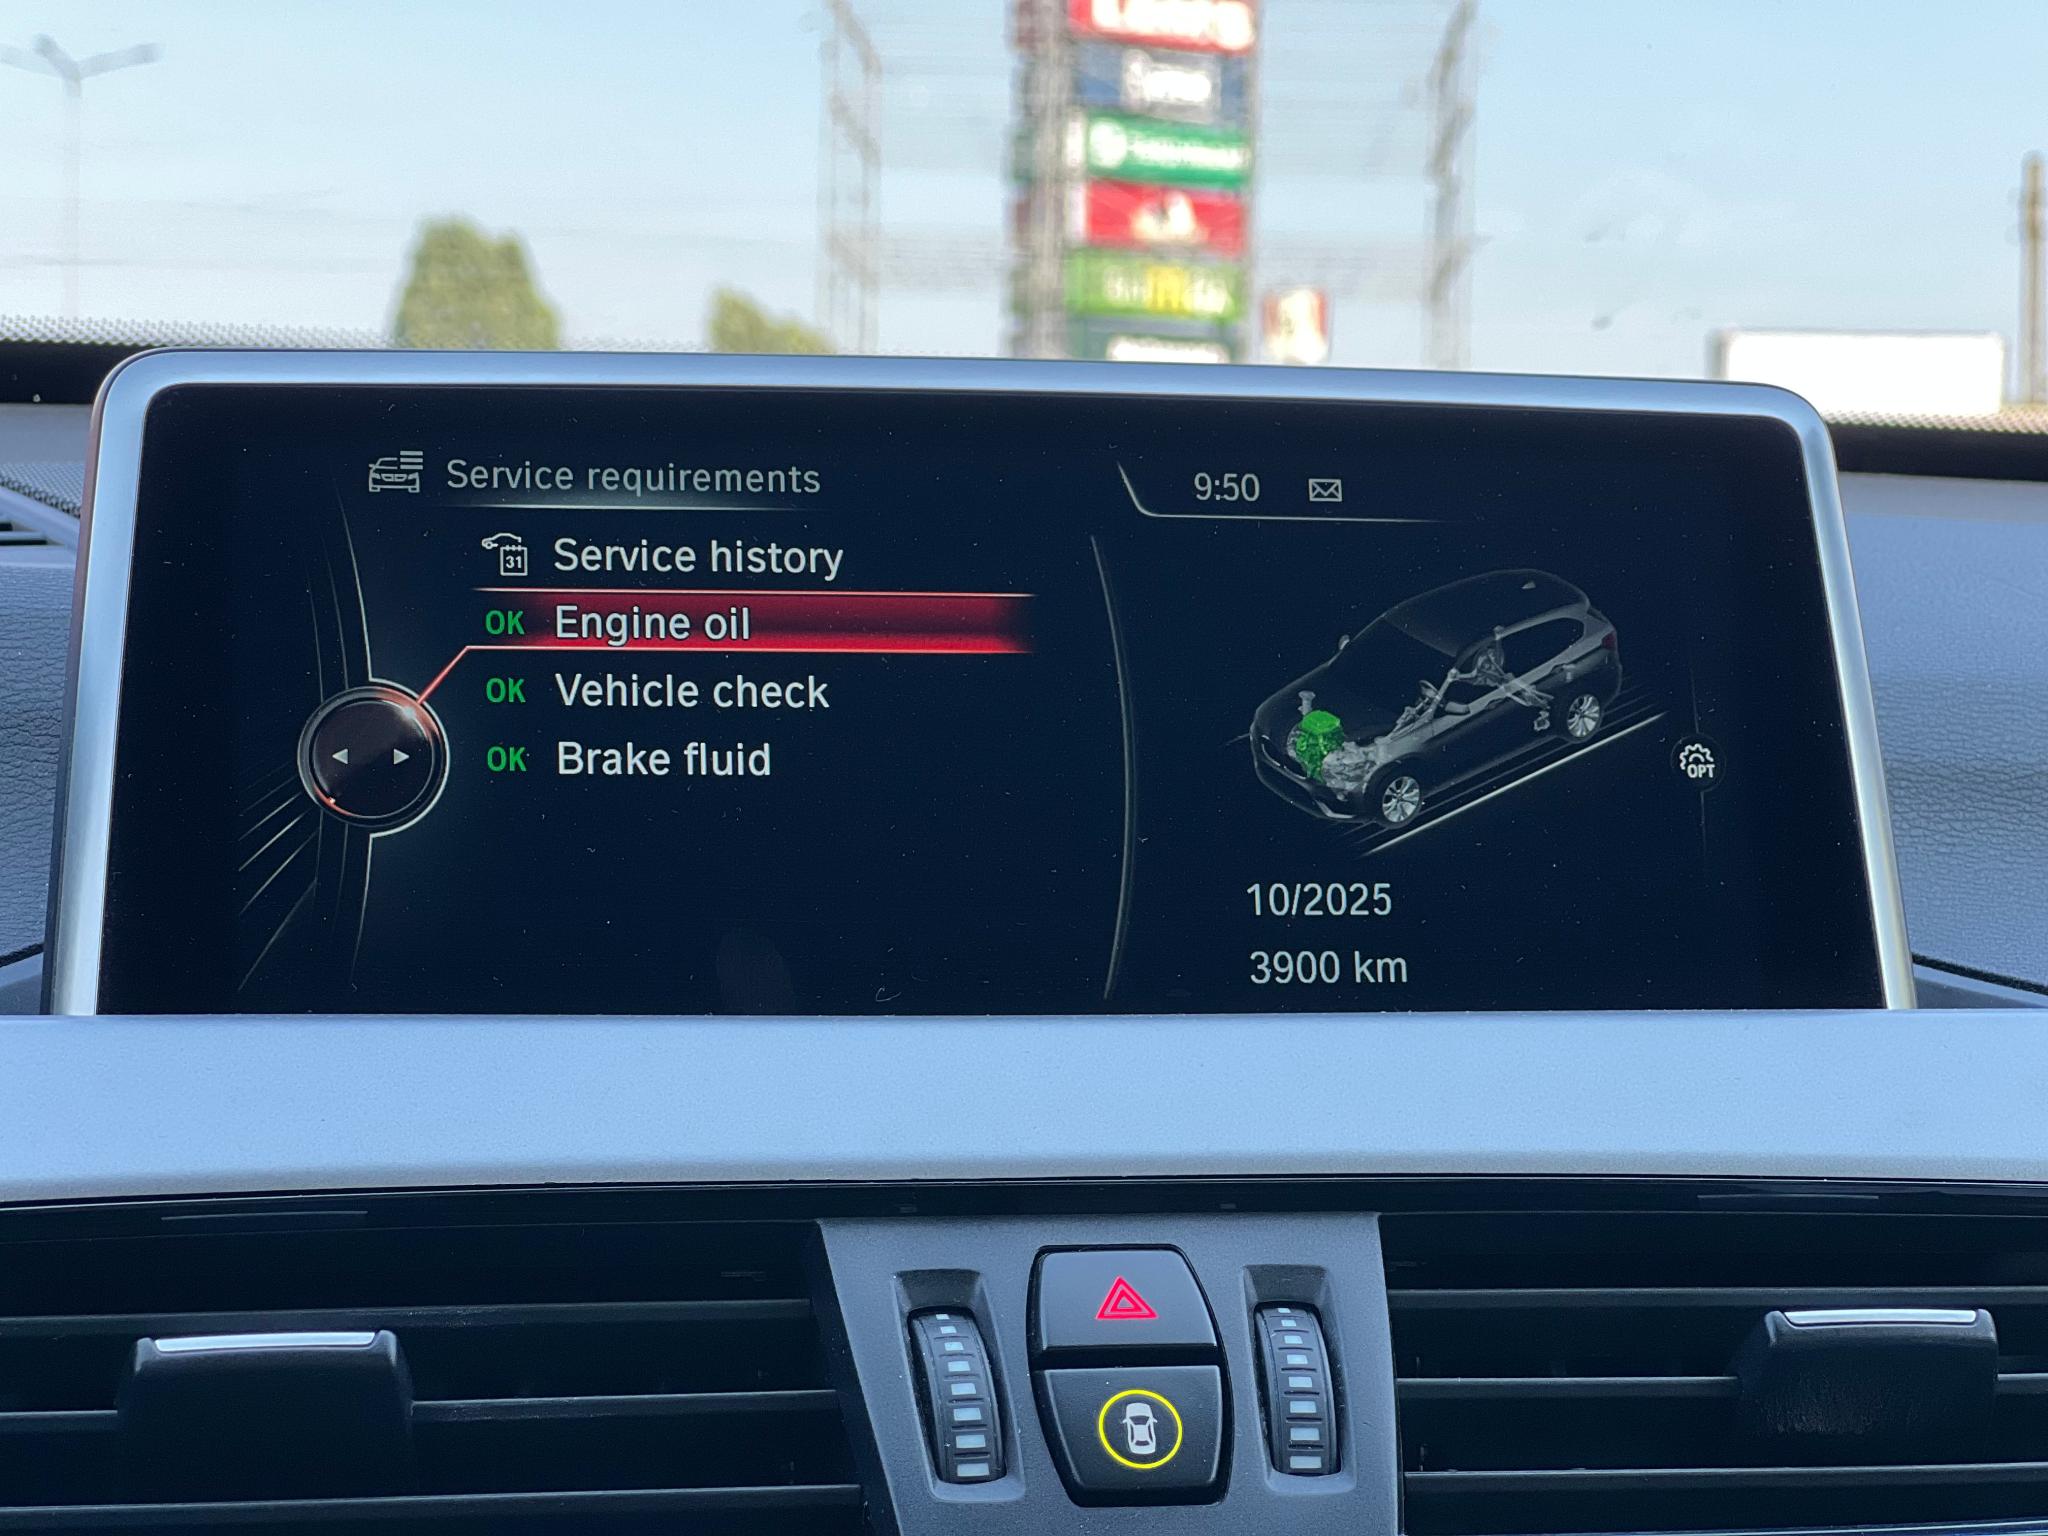 Service requirements
9:50
31
Service history
OK Engine oil
OK Vehicle check
OK Brake fluid
OPT
10/2025
3900 km